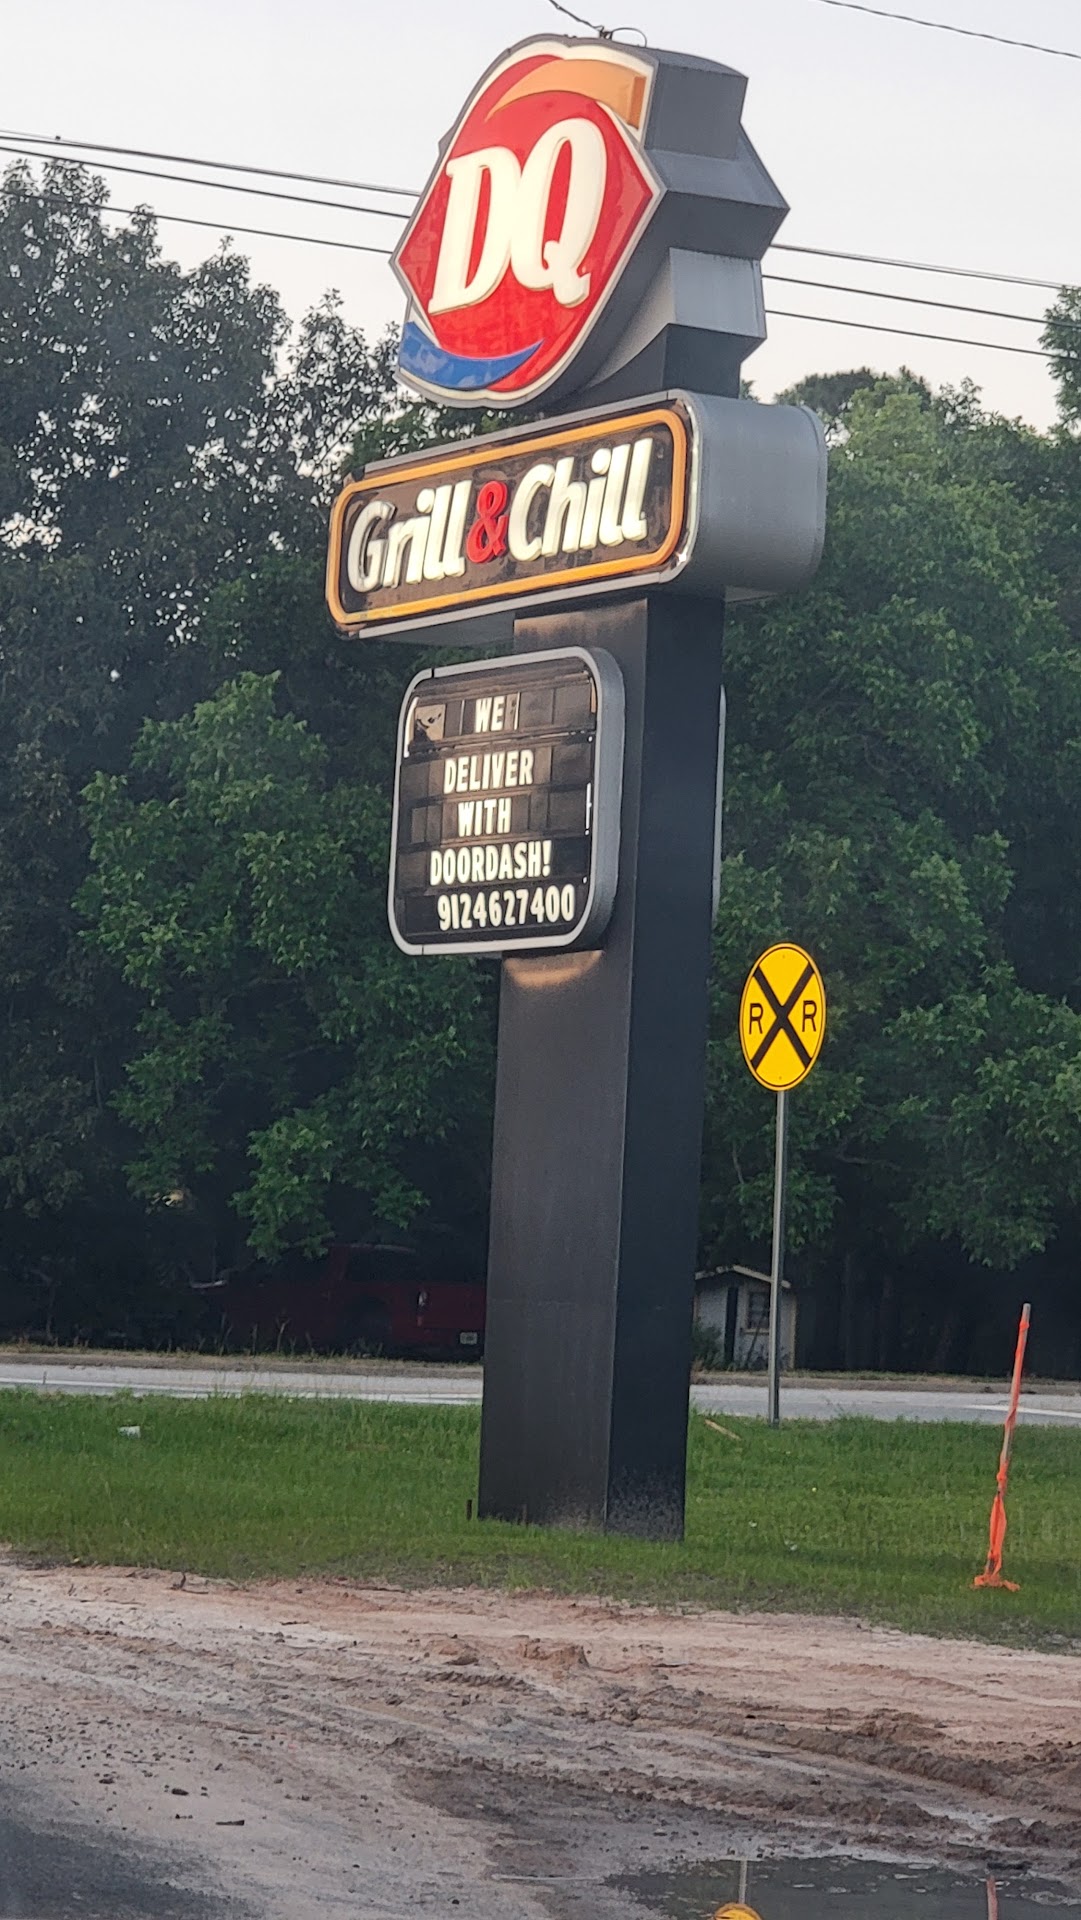 DQ
Grill & Chill
WE
DELIVER
WITH
DOORDASH!
9124627400
R X R